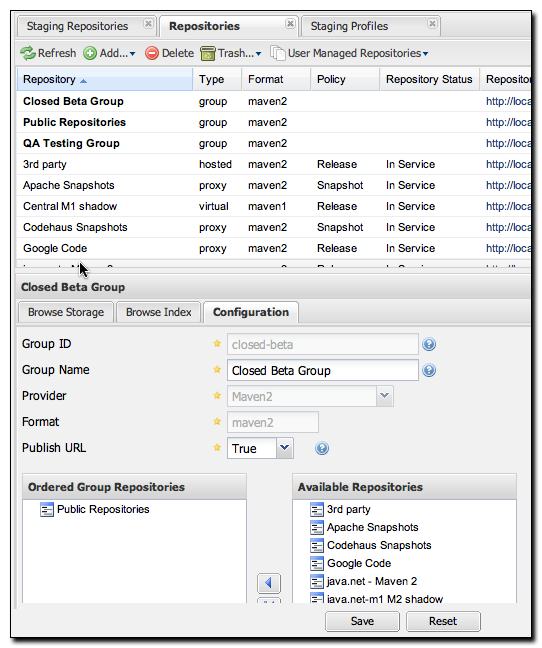 Staging Repositories Repositories Staging Profiles
Refresh Add... Delete Trash... User Managed Repositories
Repository Type Format Policy Repository Status Repositor
Closed Beta Group group maven2 http://loca
Public Repositories group maven2 http://loca
QA Testing Group group maven2 http://loca
3rd party hosted maven2 Release In Service http://loca
Apache Snapshots proxy maven2 Snapshot In Service http://loca
Central M1 shadow virtual maven1 Release In Service http://loca
Codehaus Snapshots proxy maven2 Snapshot In Service http://loca
Google Code proxy maven2 Release In Service http://loca
Closed Beta Group
Browse Storage Browse Index Configuration
Group ID closed-beta
Group Name Closed Beta Group
Provider Maven2
Format maven2
Publish URL True
Ordered Group Repositories Available Repositories
Public Repositories 3rd party
Apache Snapshots
Codehaus Snapshots
Google Code
java.net - Maven 2
java.net-m1 M2 shadow
Save Reset